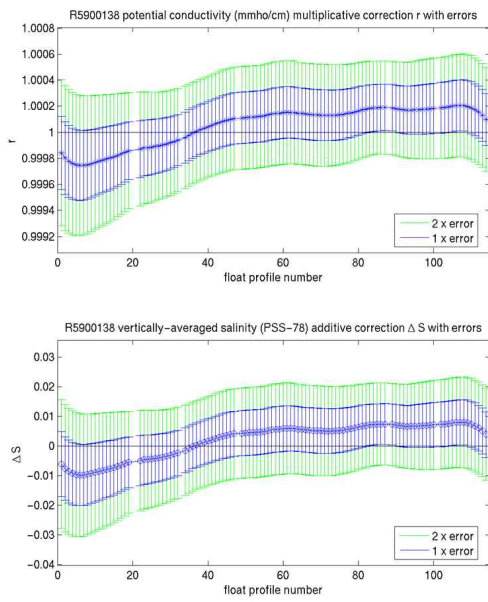 R5900138 potential conductivity (mmho/cm) multiplicative correction r with errors
1.0008
1.0006
1.0004
1.0002
1
0.9998
0.9996
0.9994
0.9992
r
0 20 40 60 80 100
float profile number
2 x error
1 x error
R5900138 vertically-averaged salinity (PSS-78) additive correction Δ S with errors
0.03
0.02
0.01
0
-0.01
-0.02
-0.03
-0.04
Δ S
0 20 40 60 80 100
float profile number
2 x error
1 x error